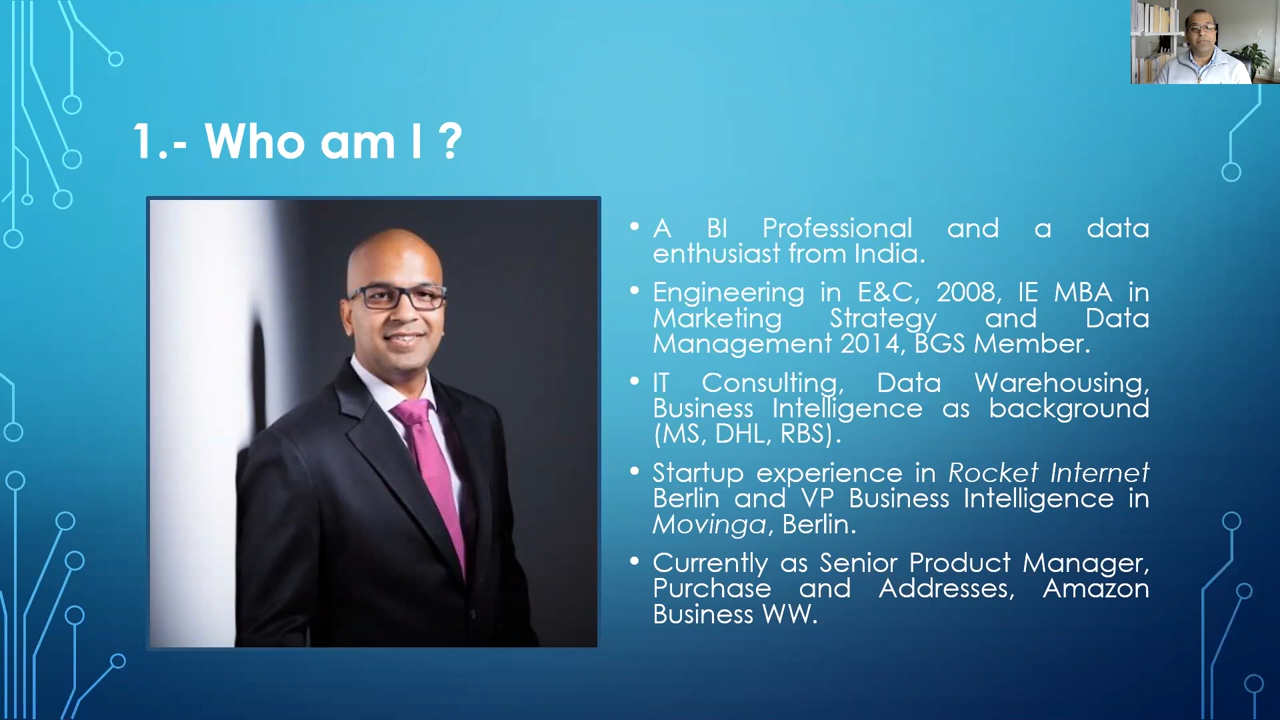 1.- Who am I ?
• A BI Professional and a data
enthusiast from India.
• Engineering in E&C, 2008, IE MBA in
Marketing Strategy and Data
Management 2014, BGS Member.
• IT Consulting, Data Warehousing,
Business Intelligence as background
(MS, DHL, RBS).
• Startup experience in Rocket Internet
Berlin and VP Business Intelligence in
Movinga, Berlin.
• Currently as Senior Product Manager,
Purchase and Addresses, Amazon
Business WW.